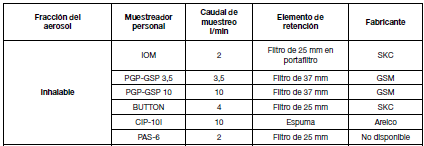 Fracción del aerosol | Muestreador personal | Caudal de muestreo l/min | Elemento de retención | Fabricante
Inhalable | IOM | 2 | Filtro de 25 mm en portafiltro | SKC
PGP-GSP 3,5 | 3,5 | Filtro de 37 mm | GSM
PGP-GSP 10 | 10 | Filtro de 37 mm | GSM
BUTTON | 4 | Filtro de 25 mm | SKC
CIP-10I | 10 | Espuma | Arelco
PAS-6 | 2 | Filtro de 25 mm | No disponible